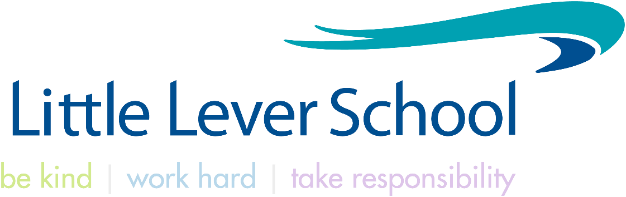 Little Lever School
be kind | work hard | take responsibility